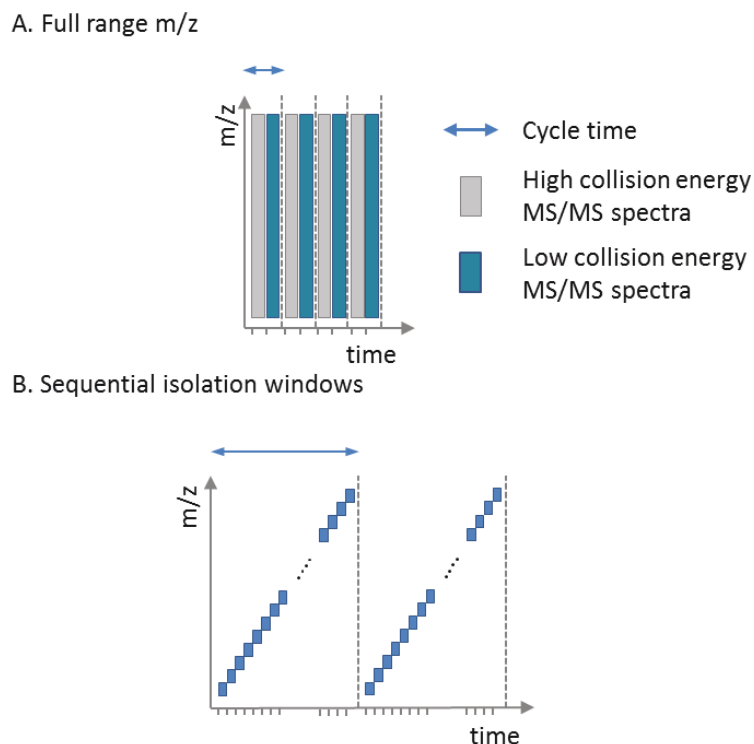 A. Full range m/z
m/z
Cycle time
High collision energy
MS/MS spectra
Low collision energy
MS/MS spectra
time
B. Sequential isolation windows
m/z
time